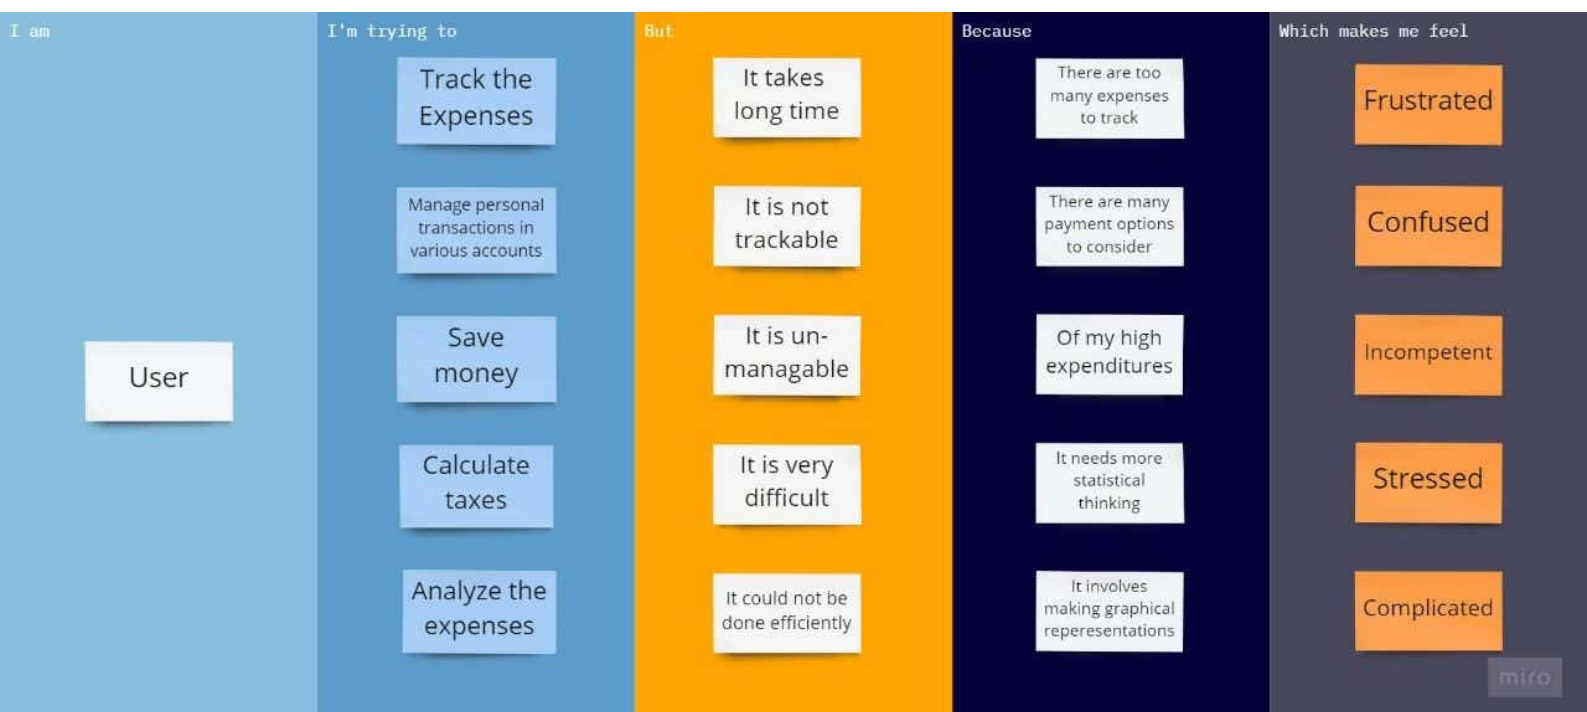 I am
User
I'm trying to
Track the
Expenses
Manage personal
transactions in
various accounts
Save
money
Calculate
taxes
Analyze the
expenses
But
It takes
long time
It is not
trackable
It is un-
managable
It is very
difficult
It could not be
done efficiently
Because
There are too
many expenses
to track
There are many
payment options
to consider
Of my high
expenditures
It needs more
statistical
thinking
It involves
making graphical
reperesentations
Which makes me feel
Frustrated
Confused
Incompetent
Stressed
Complicated
miro